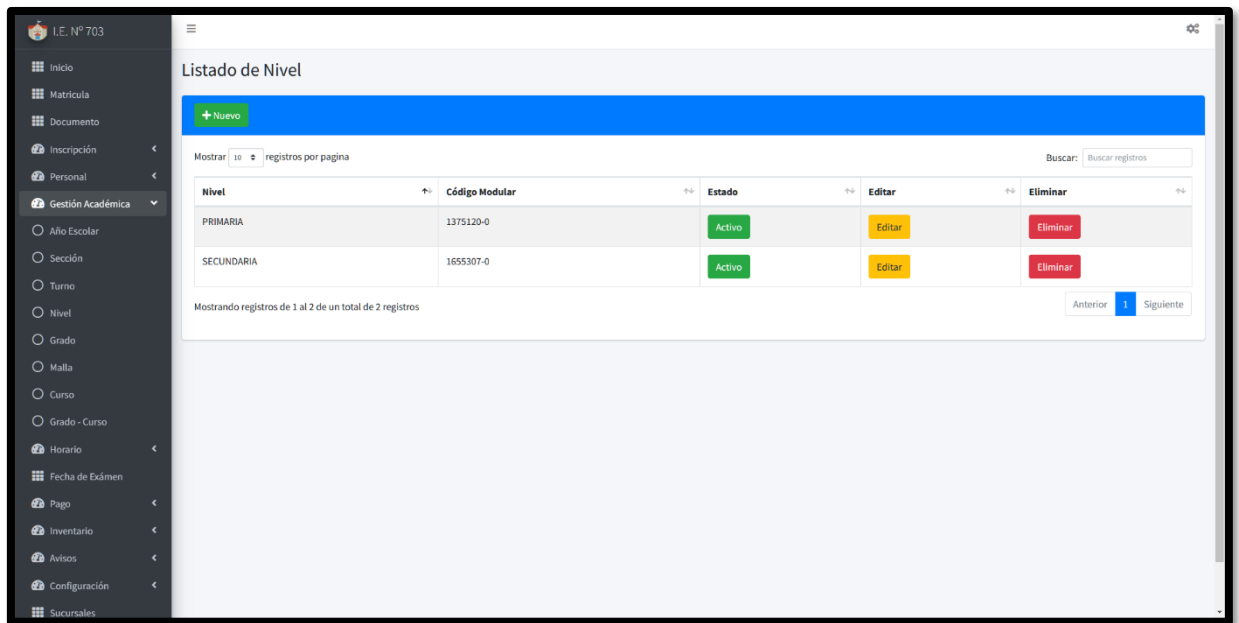 I.E. Nº 703
Inicio
Matricula
Documento
Inscripción
Personal
Gestión Académica
Año Escolar
Sección
Turno
Nivel
Grado
Malla
Curso
Grado - Curso
Horario
Fecha de Exámen
Pago
Inventario
Avisos
Configuración
Sucursales
Listado de Nivel
Nuevo
Mostrar 10 registros por pagina
Buscar: Buscar registros
Nivel Código Modular Estado Editar Eliminar
PRIMARIA 1375120-0 Activo Editar Eliminar
SECUNDARIA 1655307-0 Activo Editar Eliminar
Mostrando registros de 1 al 2 de un total de 2 registros
Anterior 1 Siguiente